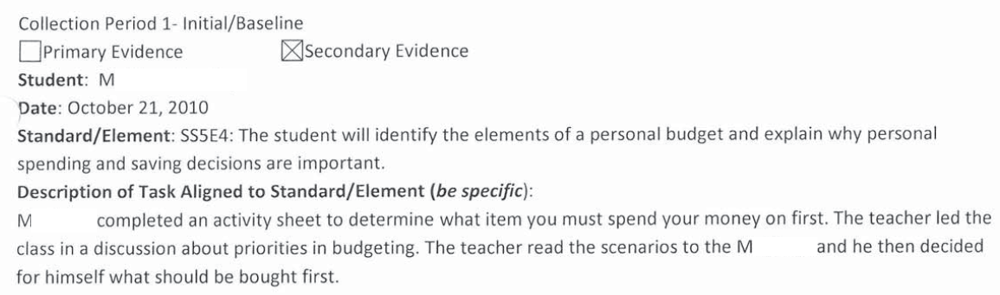 Collection Period 1- Initial/Baseline
☐Primary Evidence ☒Secondary Evidence
Student: M
Date: October 21, 2010
Standard/Element: SS5E4: The student will identify the elements of a personal budget and explain why personal
spending and saving decisions are important.
Description of Task Aligned to Standard/Element (be specific):
M completed an activity sheet to determine what item you must spend your money on first. The teacher led the
class in a discussion about priorities in budgeting. The teacher read the scenarios to the M and he then decided
for himself what should be bought first.